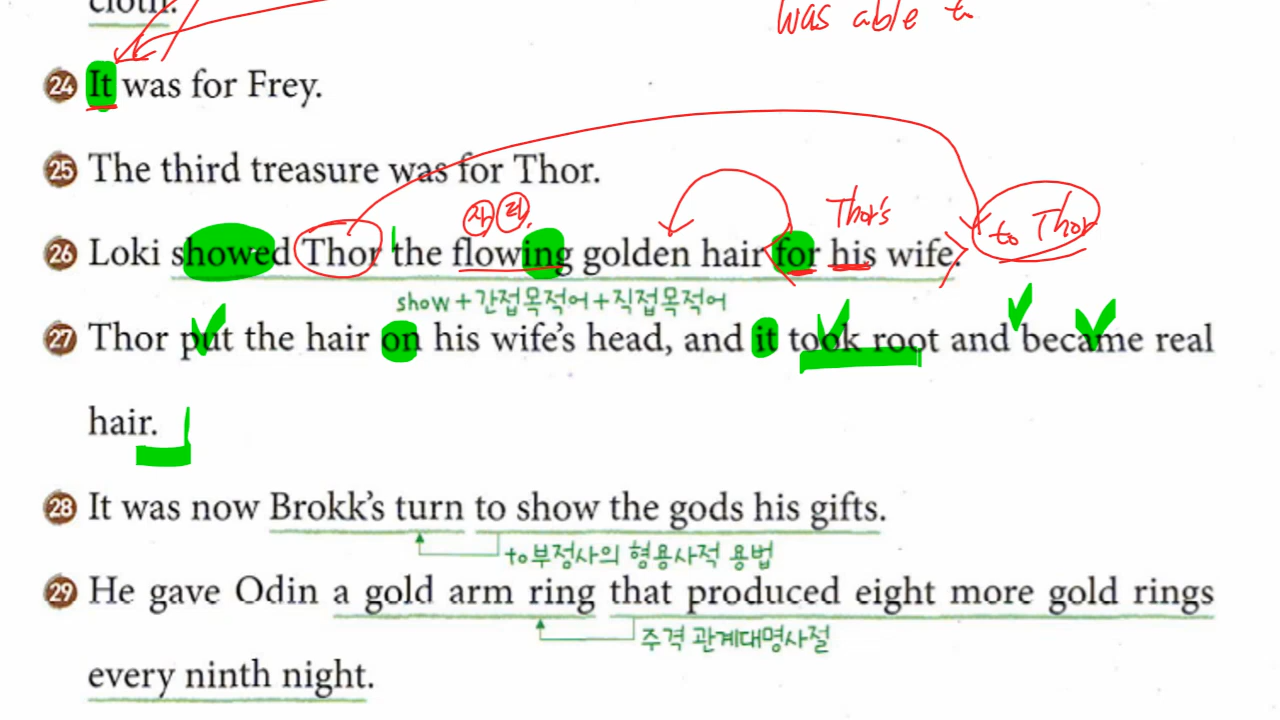 cloth.
was able to
24 It was for Frey.
25 The third treasure was for Thor.
자 타
Thor's
to Thor
26 Loki showed Thor the flowing golden hair for his wife.
show+간접목적어+직접목적어
27 Thor put the hair on his wife's head, and it took root and became real
hair.
28 It was now Brokk's turn to show the gods his gifts.
to부정사의 형용사적 용법
29 He gave Odin a gold arm ring that produced eight more gold rings
주격 관계대명사절
every ninth night.